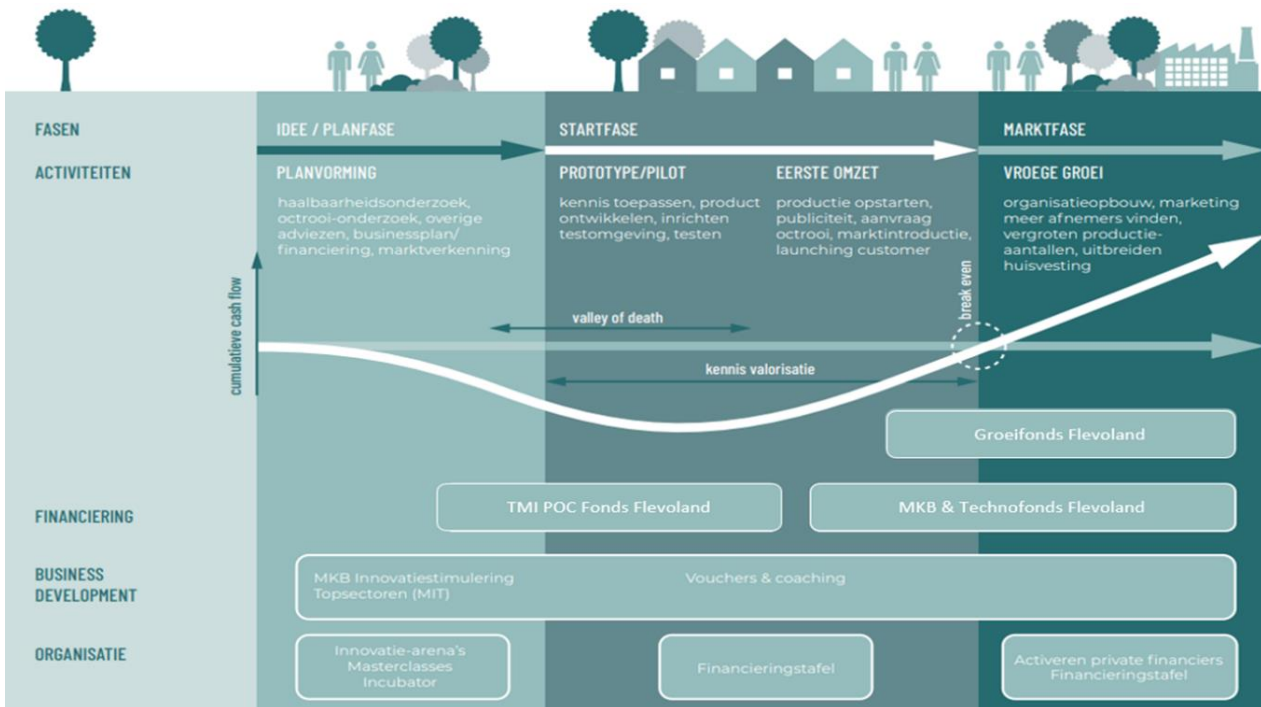 FASEN
IDEE / PLANFASE
STARTFASE
MARKTFASE
ACTIVITEITEN
PLANVORMING
haalbaarheidsonderzoek,
octrooi-onderzoek, overige
adviezen, businessplan/
financiering, marktverkenning
PROTOTYPE/PILOT
kennis toepassen, product
ontwikkelen, inrichten
testomgeving, testen
EERSTE OMZET
productie opstarten,
publiciteit, aanvraag
octrooi, marktintroductie,
launching customer
VROEGE GROEI
organisatieopbouw, marketing
meer afnemers vinden,
vergroten productie-
aantallen, uitbreiden
huisvesting
cumulatieve cash flow
valley of death
break even
kennis valorisatie
Groeifonds Flevoland
FINANCIERING
TMI POC Fonds Flevoland
MKB & Technofonds Flevoland
BUSINESS
DEVELOPMENT
MKB Innovatiestimulering
Topsectoren (MIT)
Vouchers & coaching
ORGANISATIE
Innovatie-arena's
Masterclasses
Incubator
Financieringstafel
Activeren private financiers
Financieringstafel